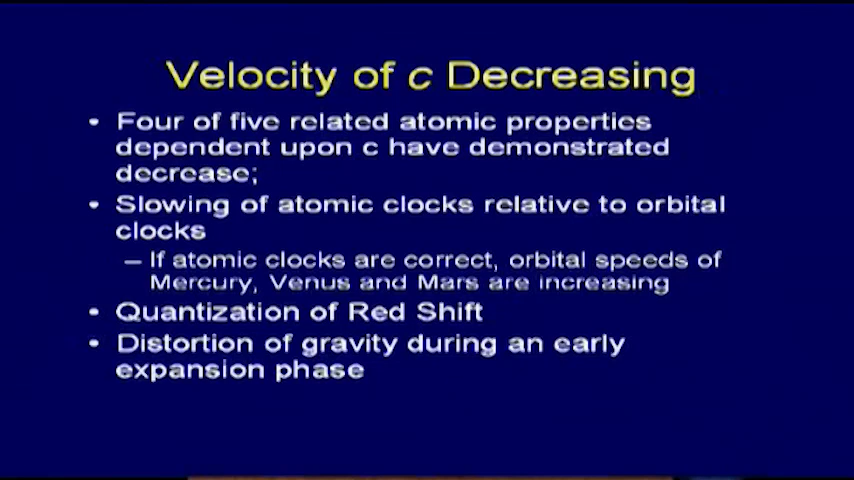 Velocity of c Decreasing
• Four of five related atomic properties
dependent upon c have demonstrated
decrease;
• Slowing of atomic clocks relative to orbital
clocks
– If atomic clocks are correct, orbital speeds of
Mercury, Venus and Mars are increasing
• Quantization of Red Shift
• Distortion of gravity during an early
expansion phase